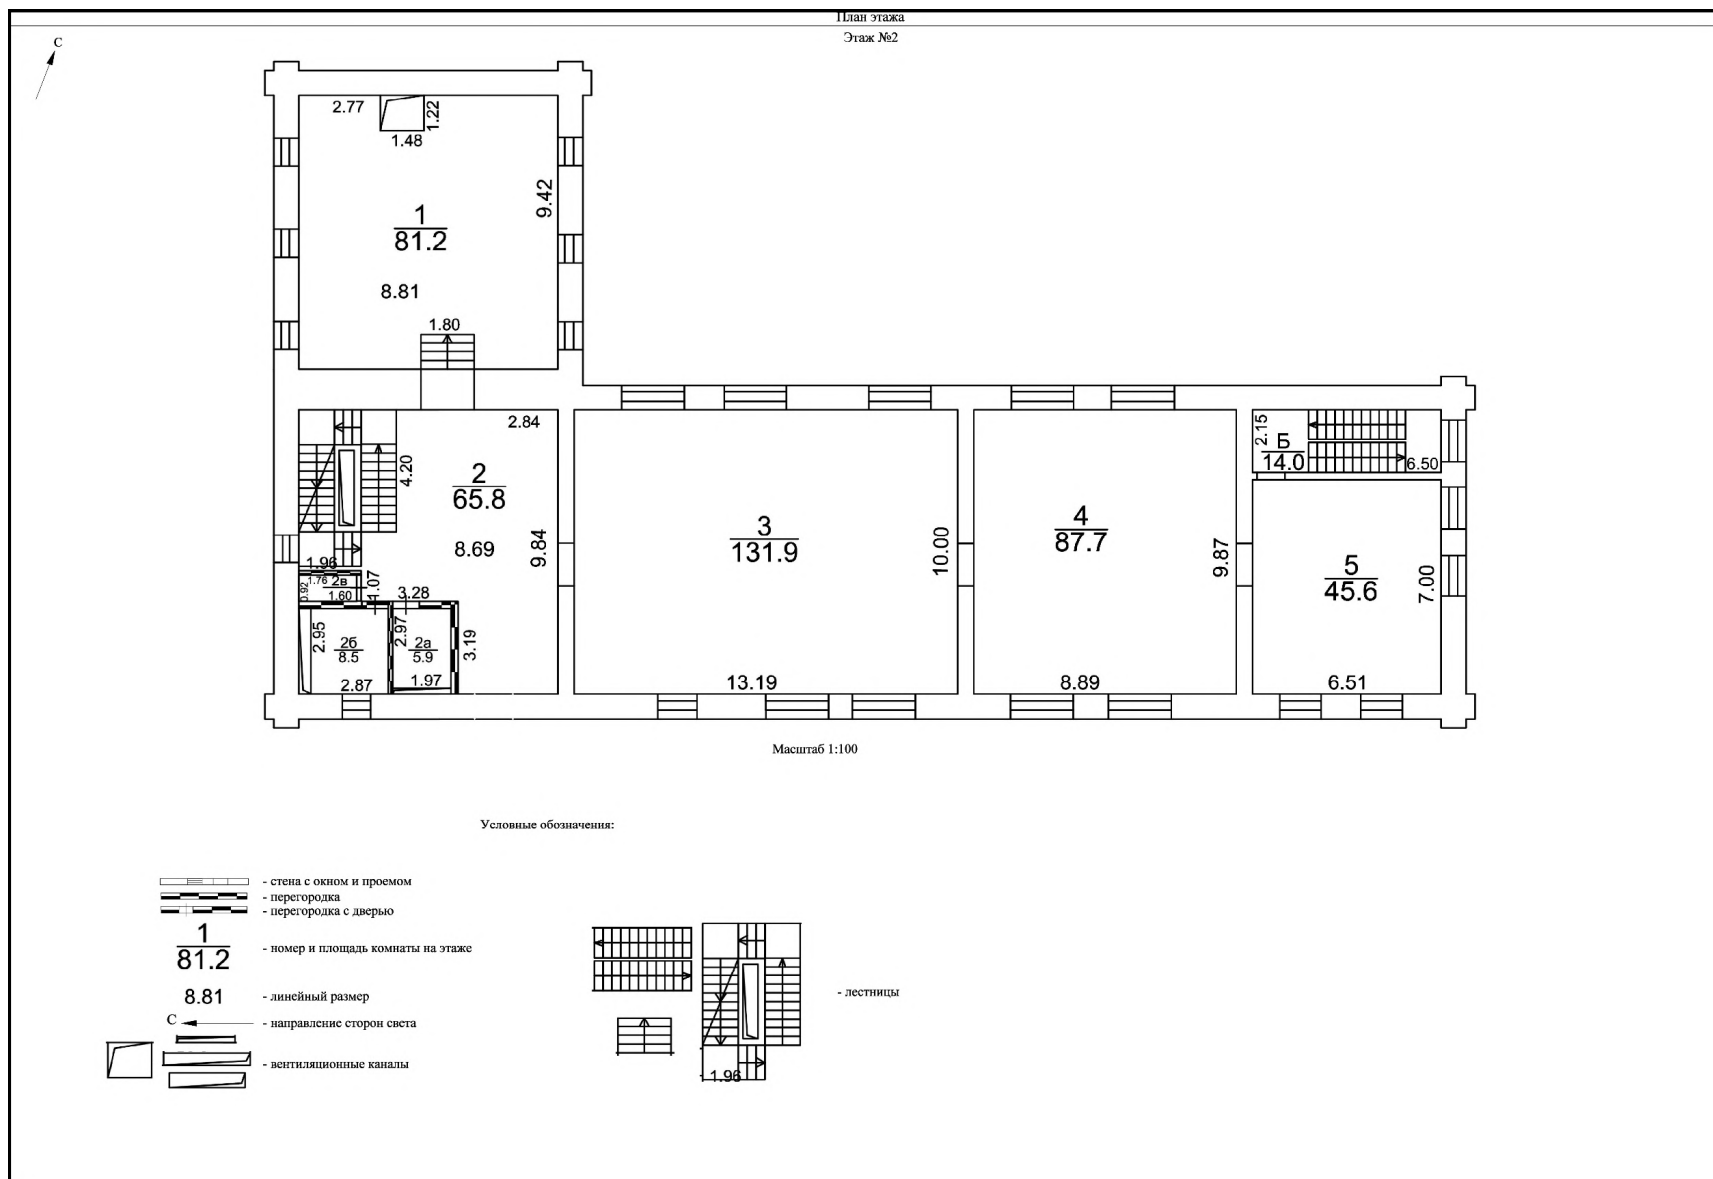 План этажа
Этаж №2
С
2.77
1.22
1.48
9.42
1
81.2
8.81
1.80
2.84
4.20
2
65.8
8.69
9.84
1.96
1.76
2в
0.92
1.60
1.07
3.28
2.95
2б
8.5
2.87
2.97
2а
5.9
1.97
3.19
3
131.9
10.00
13.19
4
87.7
9.87
8.89
2.15
Б
14.0
6.50
5
45.6
7.00
6.51
Масштаб 1:100
Условные обозначения:
- стена с окном и проемом
- перегородка
- перегородка с дверью
1
81.2
- номер и площадь комнаты на этаже
8.81
- линейный размер
С
- направление сторон света
- вентиляционные каналы
1.96
- лестницы